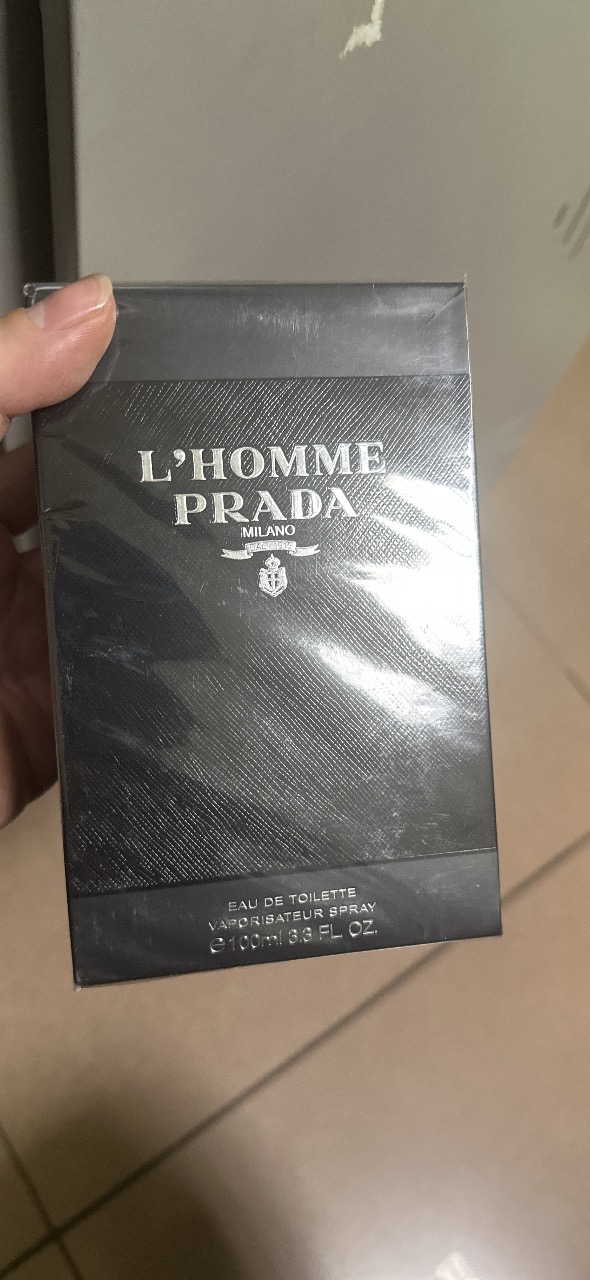 L'HOMME
PRADA
MILANO
EAU DE TOILETTE
VAPORISATEUR SPRAY
℮100ml 3.3 FL. OZ.